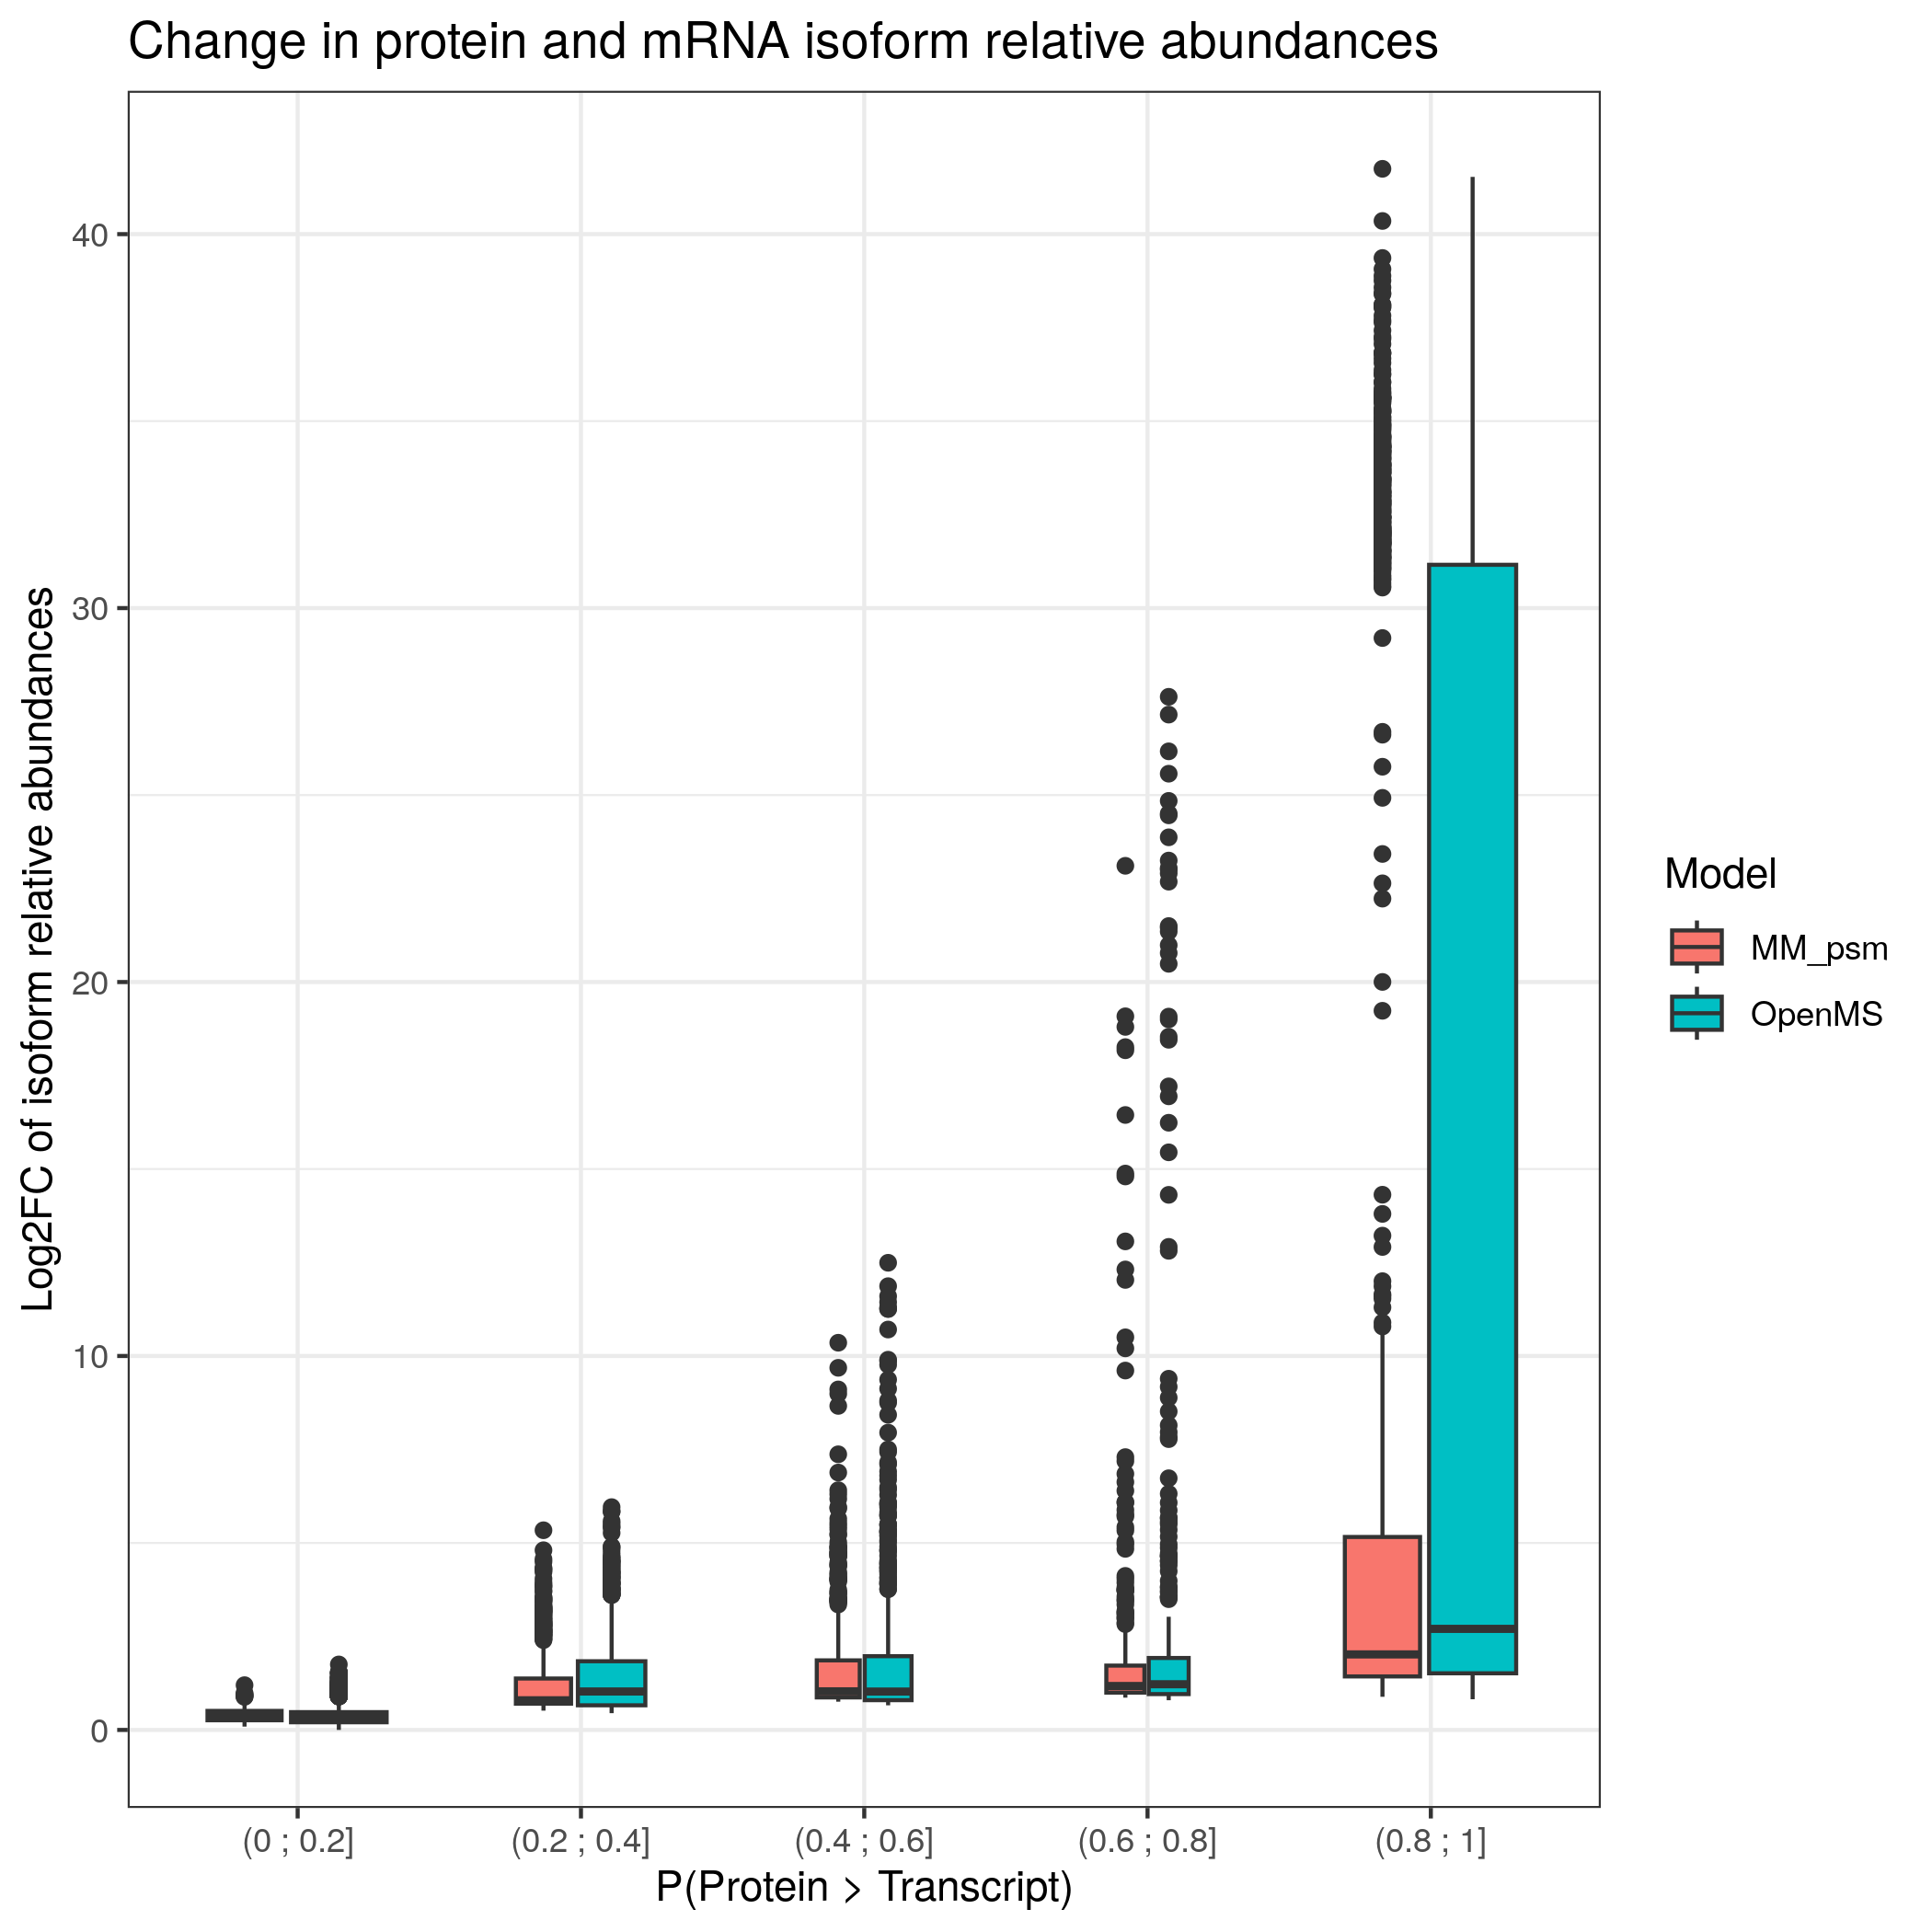 Change in protein and mRNA isoform relative abundances
Log2FC of isoform relative abundances
40
30
20
10
0
(0 ; 0.2]
(0.2 ; 0.4]
(0.4 ; 0.6]
(0.6 ; 0.8]
(0.8 ; 1]
P(Protein > Transcript)
Model
MM_psm
OpenMS